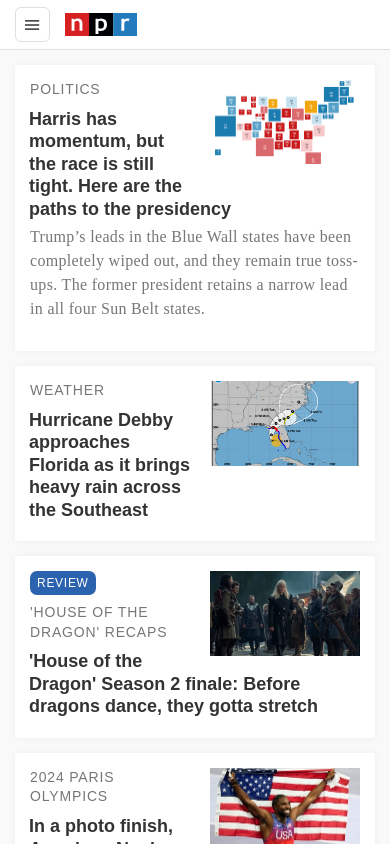 npr
POLITICS
Harris has
momentum, but
the race is still
tight. Here are the
paths to the presidency
Trump’s leads in the Blue Wall states have been
completely wiped out, and they remain true toss-
ups. The former president retains a narrow lead
in all four Sun Belt states.
WEATHER
Hurricane Debby
approaches
Florida as it brings
heavy rain across
the Southeast
REVIEW
'HOUSE OF THE
DRAGON' RECAPS
'House of the
Dragon' Season 2 finale: Before
dragons dance, they gotta stretch
2024 PARIS
OLYMPICS
In a photo finish,
USA